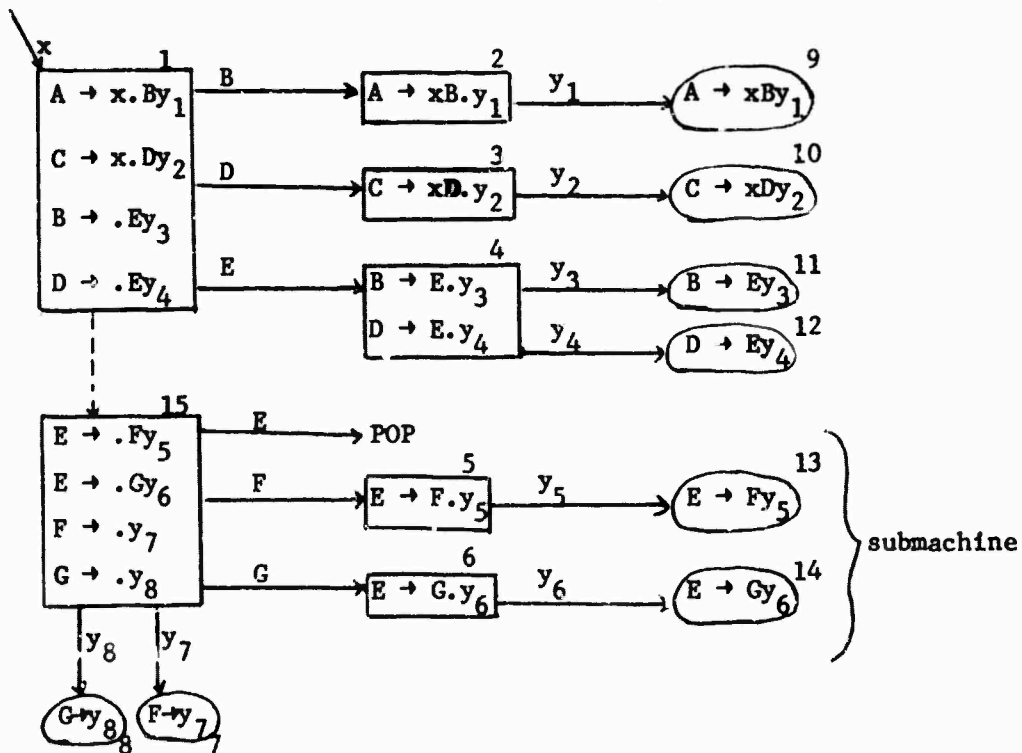 x
1
2
9
A → x.By₁
B
A → xB.y₁
y₁
A → xBy₁
C → x.Dy₂
D
3
C → xD.y₂
y₂
10
C → xDy₂
B → .Ey₃
D → .Ey₄
E
4
B → E.y₃
D → E.y₄
y₃
11
B → Ey₃
y₄
12
D → Ey₄
15
E → .Fy₅
E
POP
E → .Gy₆
F
5
E → F.y₅
y₅
13
E → Fy₅
F → .y₇
G → .y₈
G
6
E → G.y₆
y₆
14
E → Gy₆
submachine
y₈
y₇
G→y₈
8
F→y₇
7